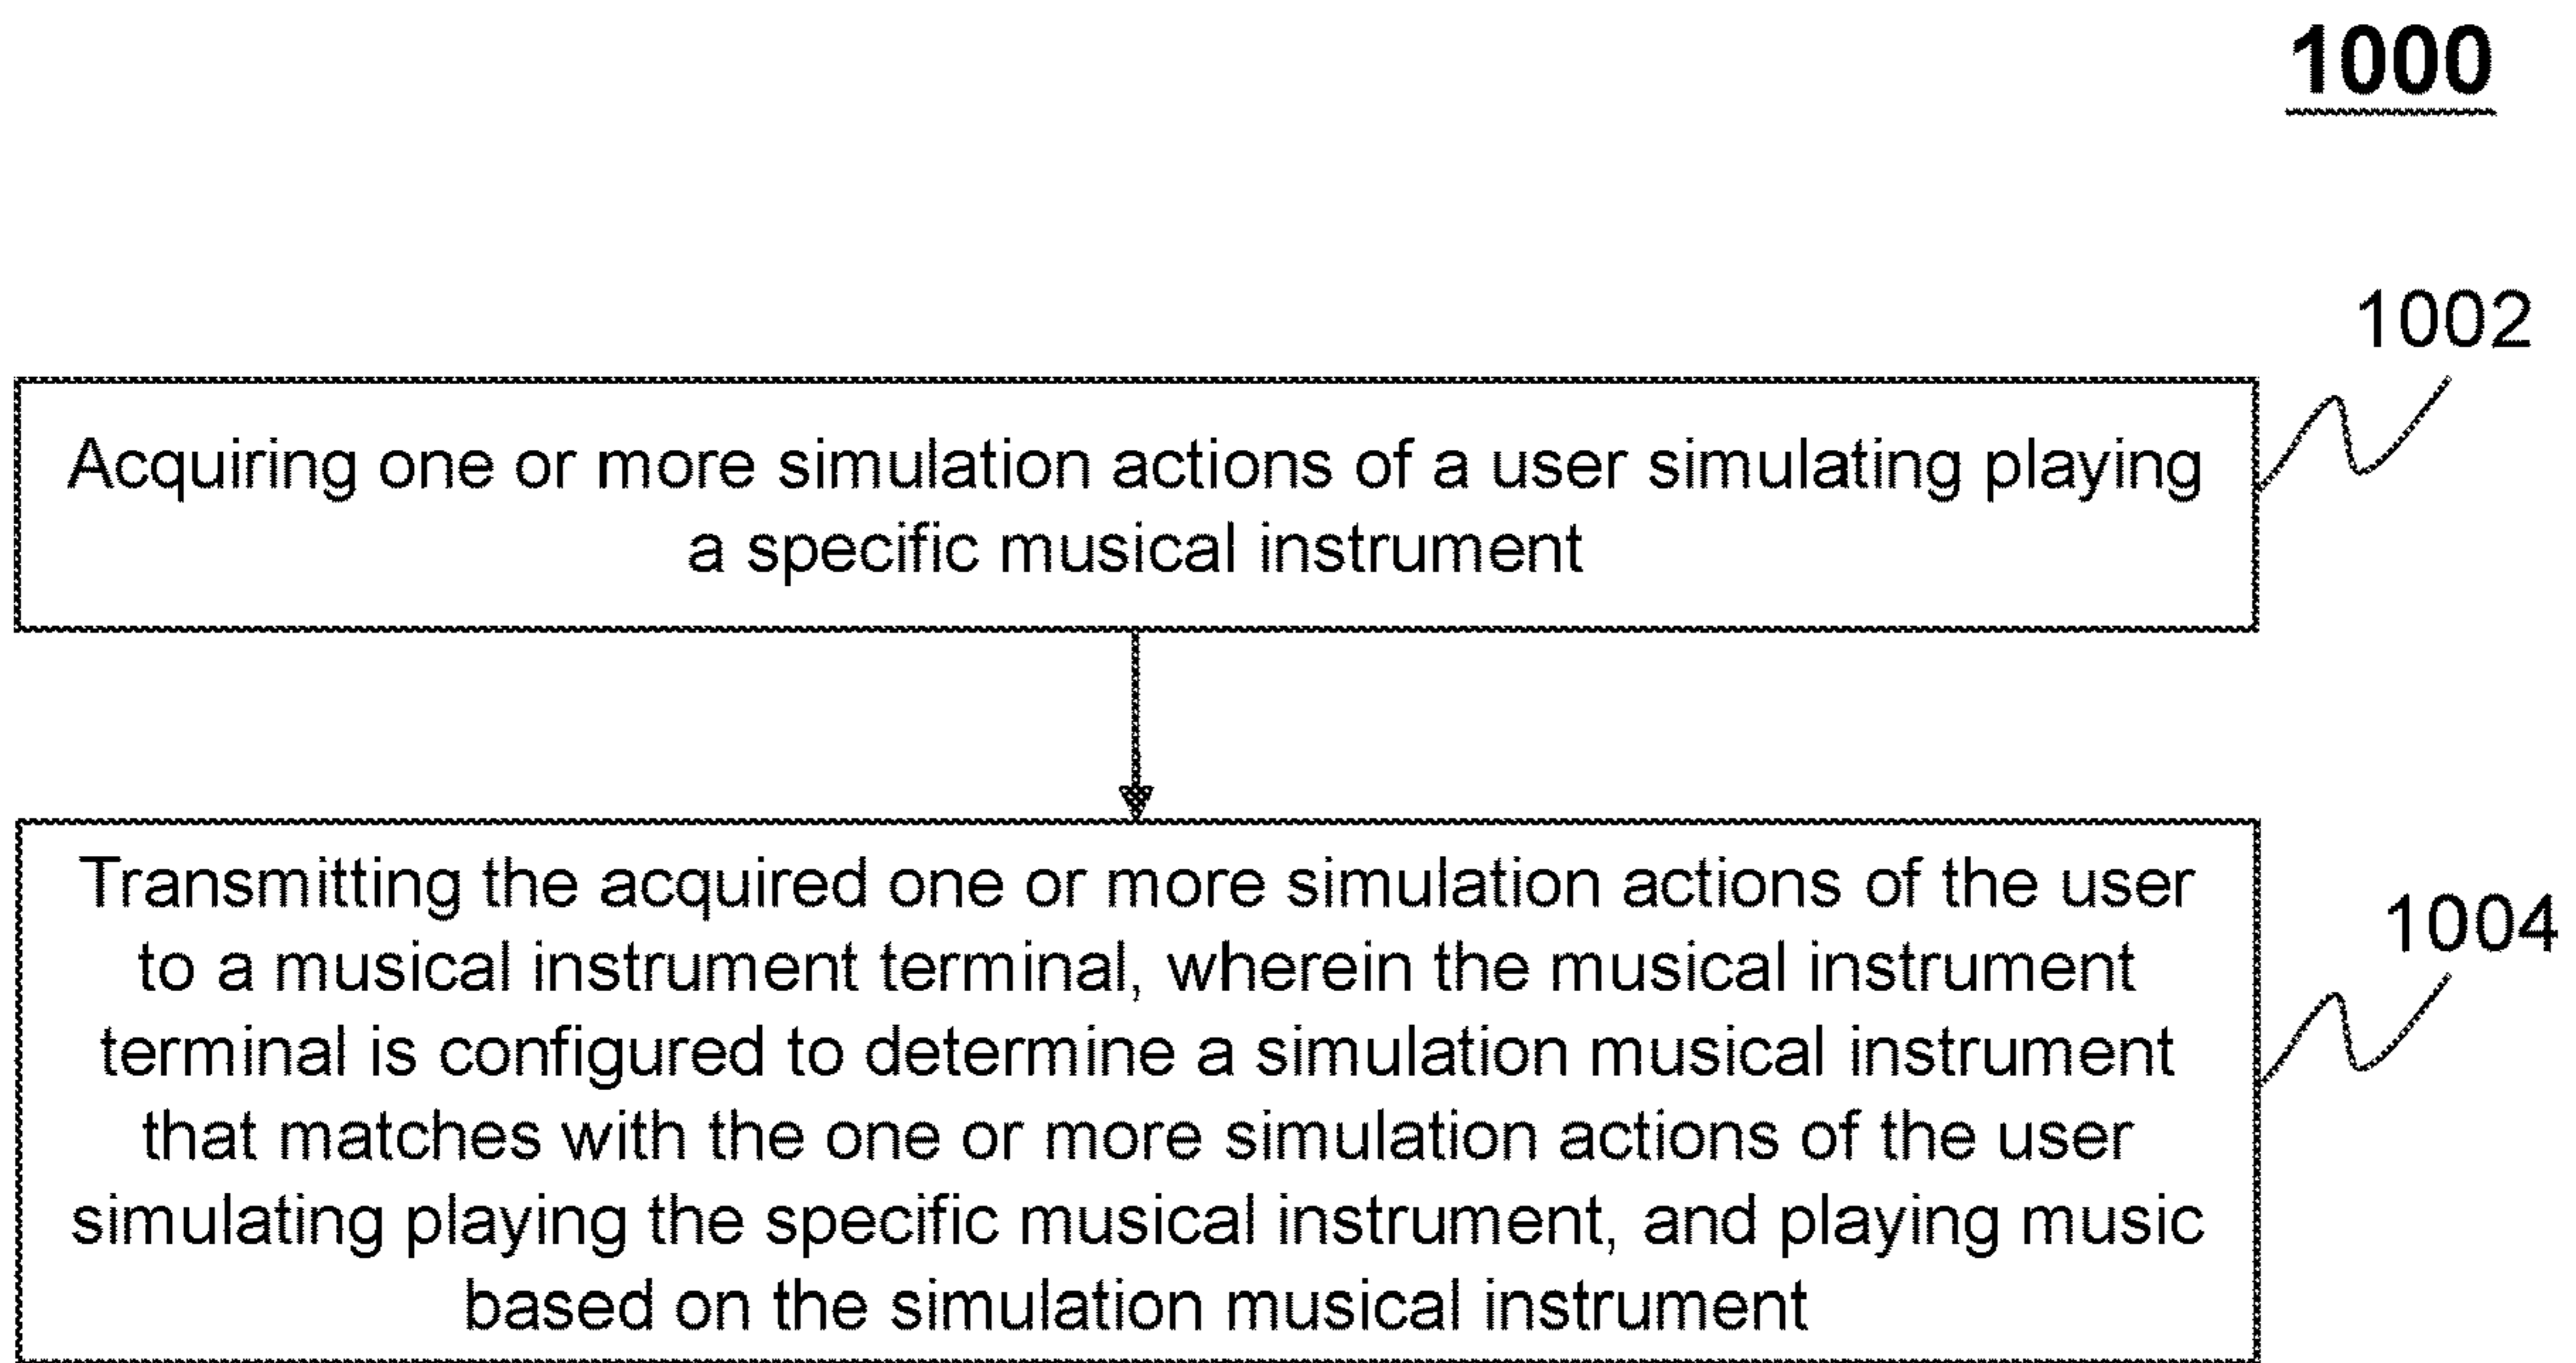 1000
1002
Acquiring one or more simulation actions of a user simulating playing
a specific musical instrument
Transmitting the acquired one or more simulation actions of the user
to a musical instrument terminal, wherein the musical instrument
terminal is configured to determine a simulation musical instrument
that matches with the one or more simulation actions of the user
simulating playing the specific musical instrument, and playing music
based on the simulation musical instrument
1004